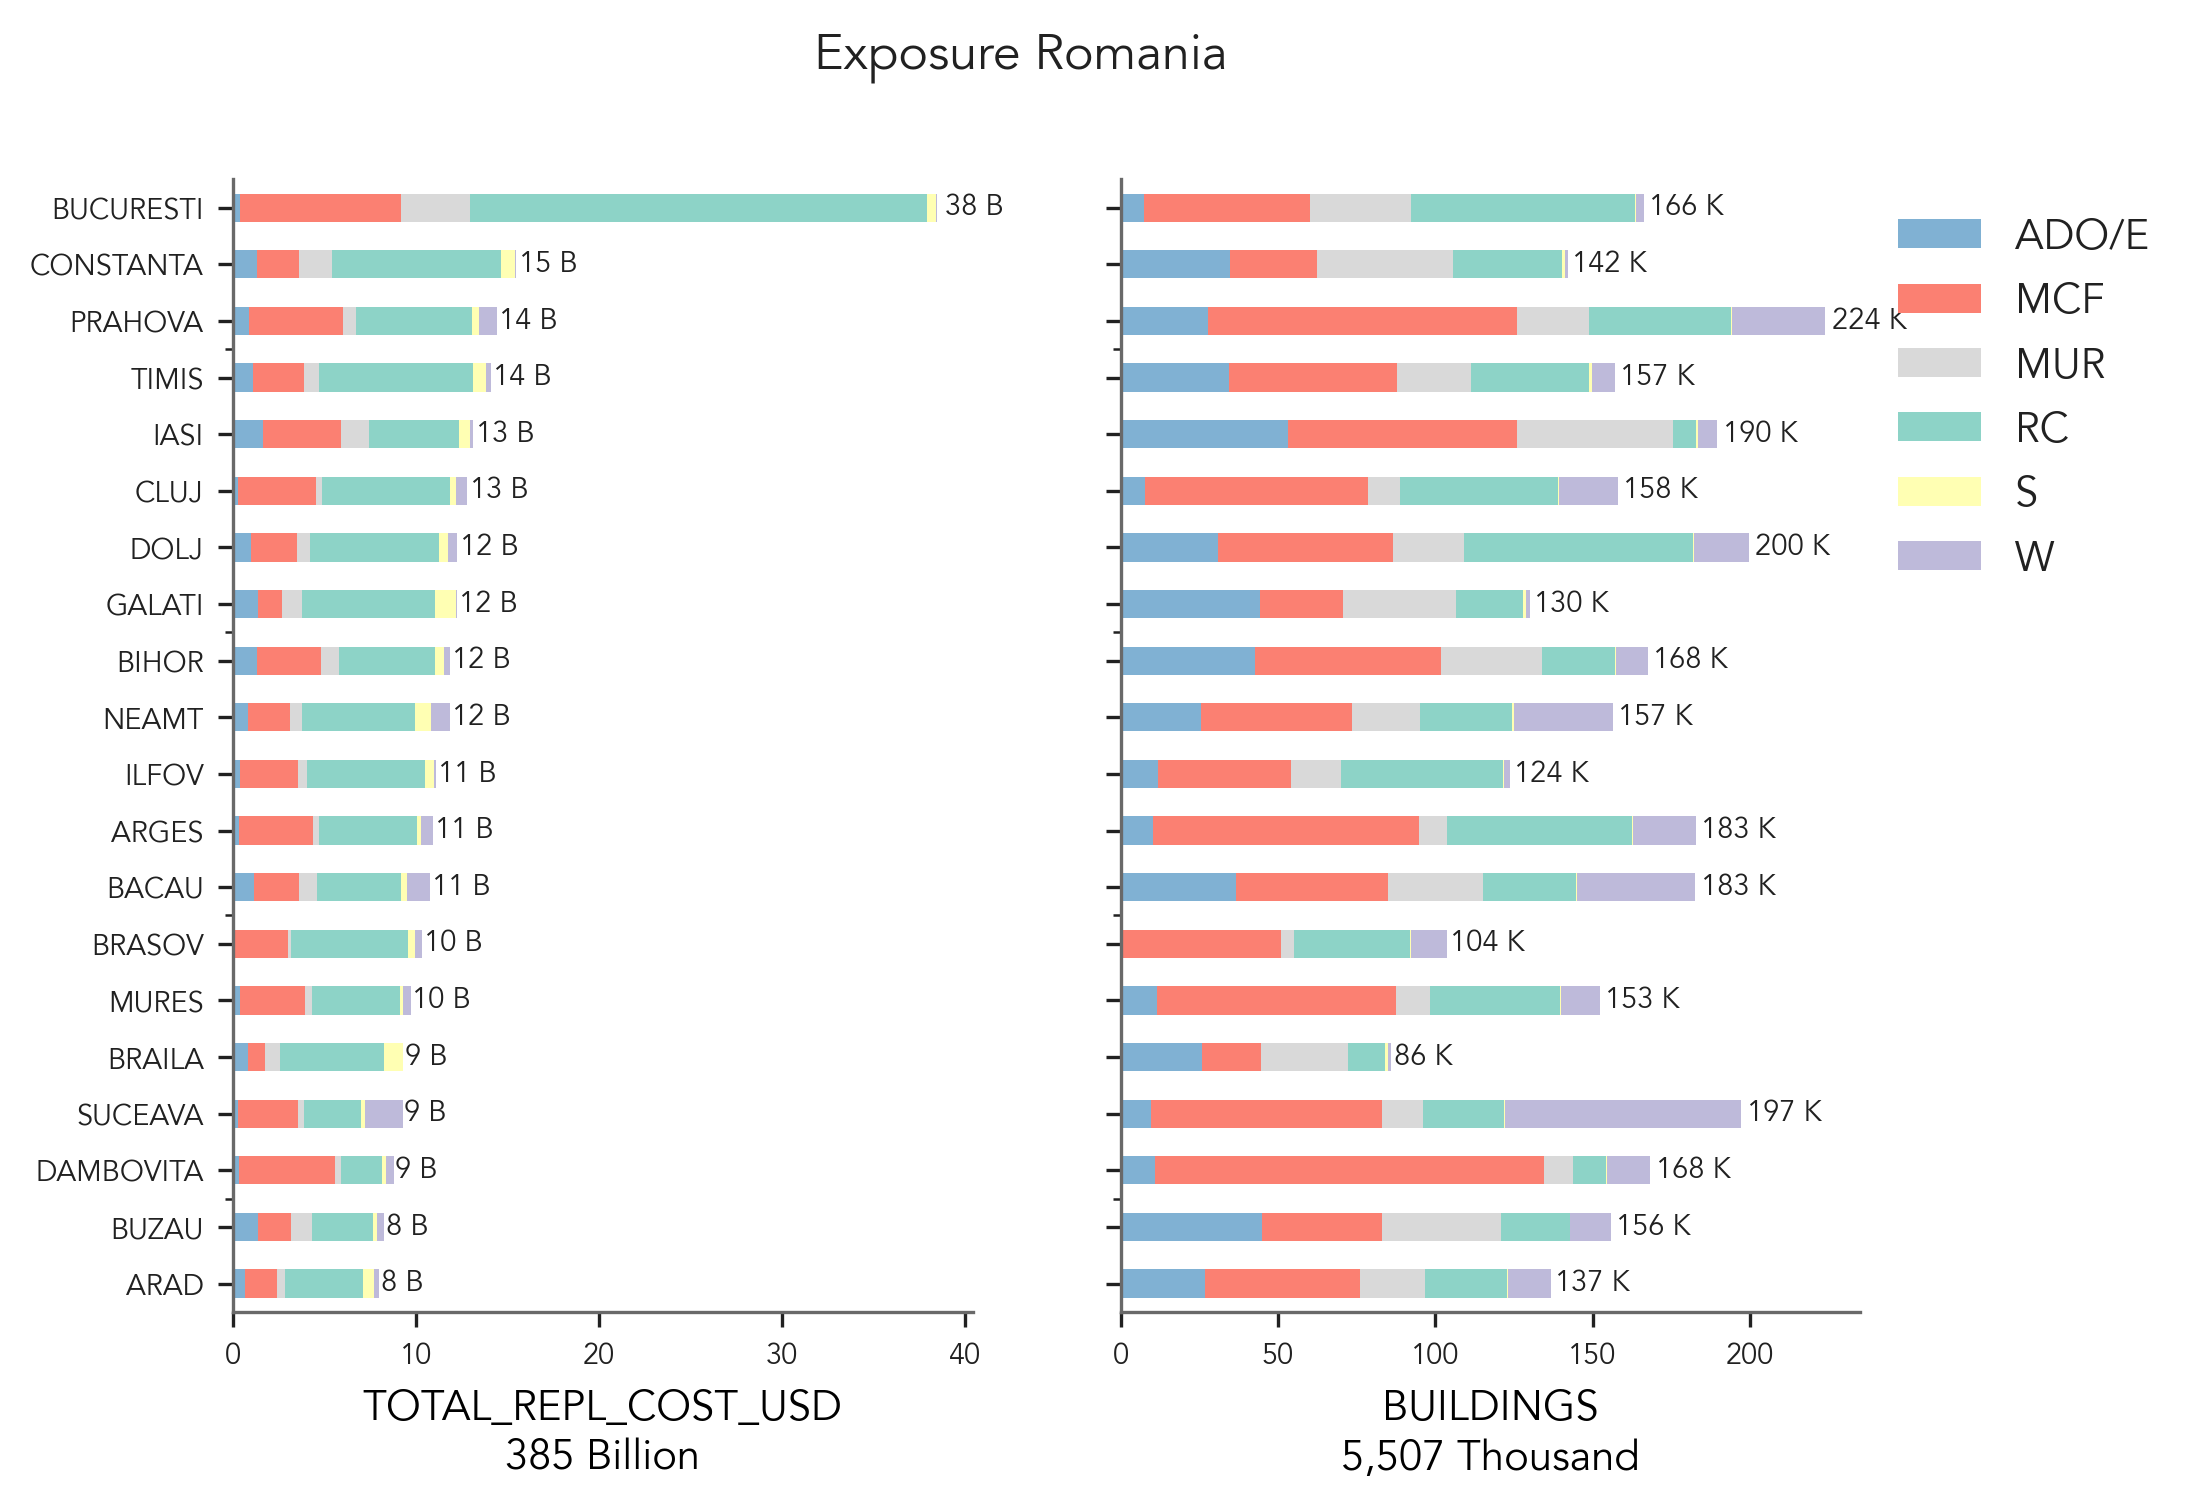 Exposure Romania
BUCURESTI
CONSTANTA
PRAHOVA
TIMIS
IASI
CLUJ
DOLJ
GALATI
BIHOR
NEAMT
ILFOV
ARGES
BACAU
BRASOV
MURES
BRAILA
SUCEAVA
DAMBOVITA
BUZAU
ARAD
38 B
15 B
14 B
14 B
13 B
13 B
12 B
12 B
12 B
12 B
11 B
11 B
11 B
10 B
10 B
9 B
9 B
9 B
8 B
8 B
0 10 20 30 40
TOTAL_REPL_COST_USD
385 Billion
166 K
142 K
224 K
157 K
190 K
158 K
200 K
130 K
168 K
157 K
124 K
183 K
183 K
104 K
153 K
86 K
197 K
168 K
156 K
137 K
0 50 100 150 200
BUILDINGS
5,507 Thousand
ADO/E
MCF
MUR
RC
S
W